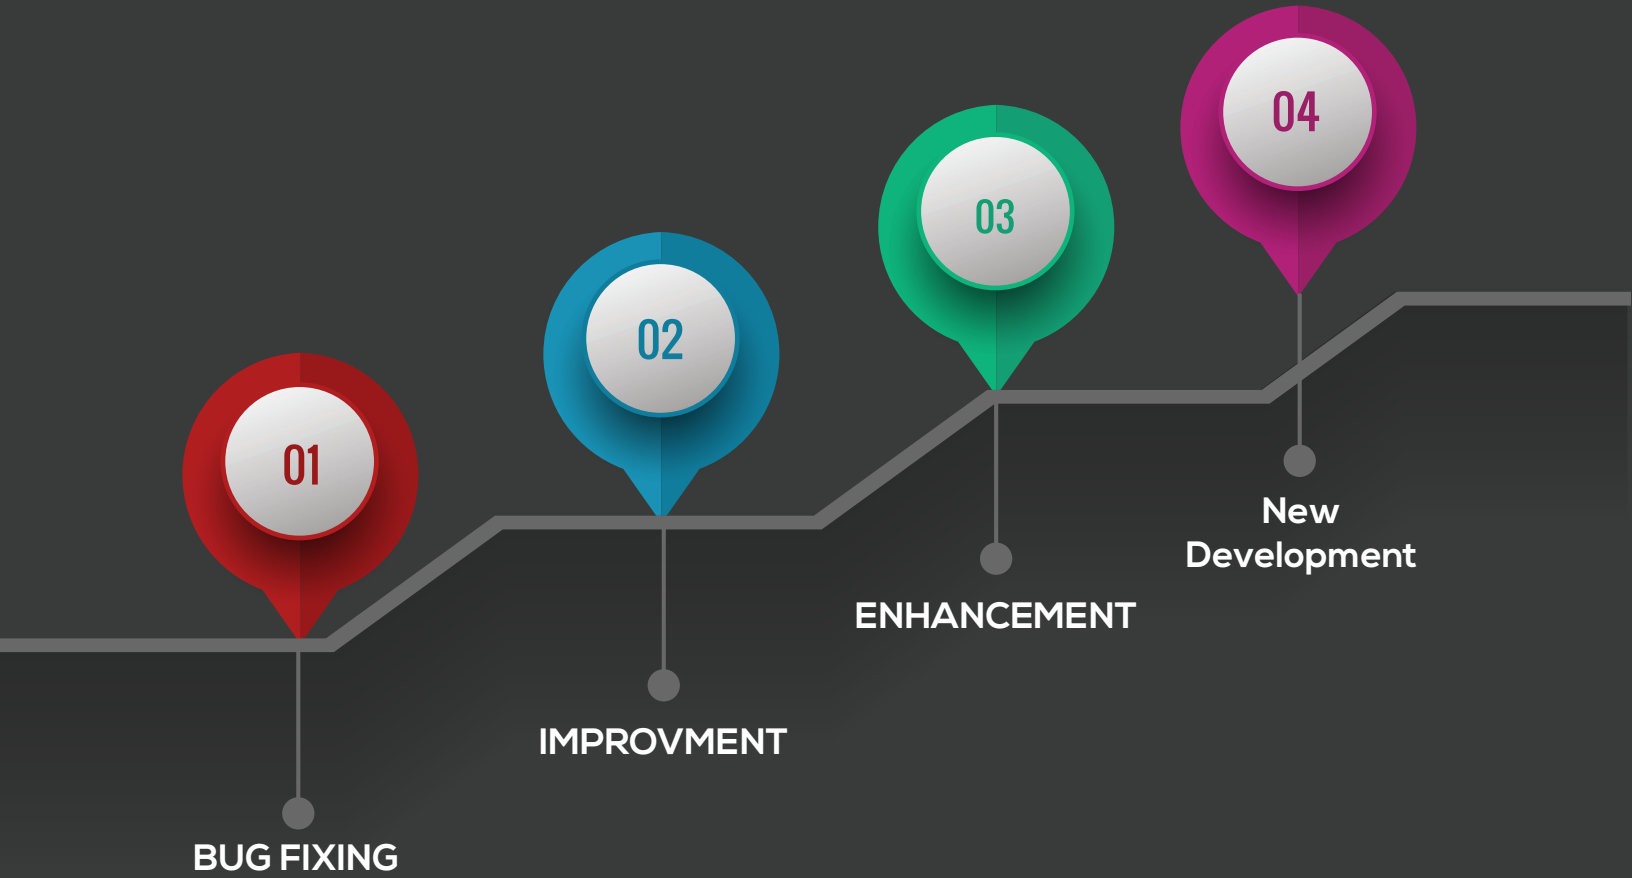 01
BUG FIXING
02
IMPROVMENT
03
ENHANCEMENT
04
New
Development